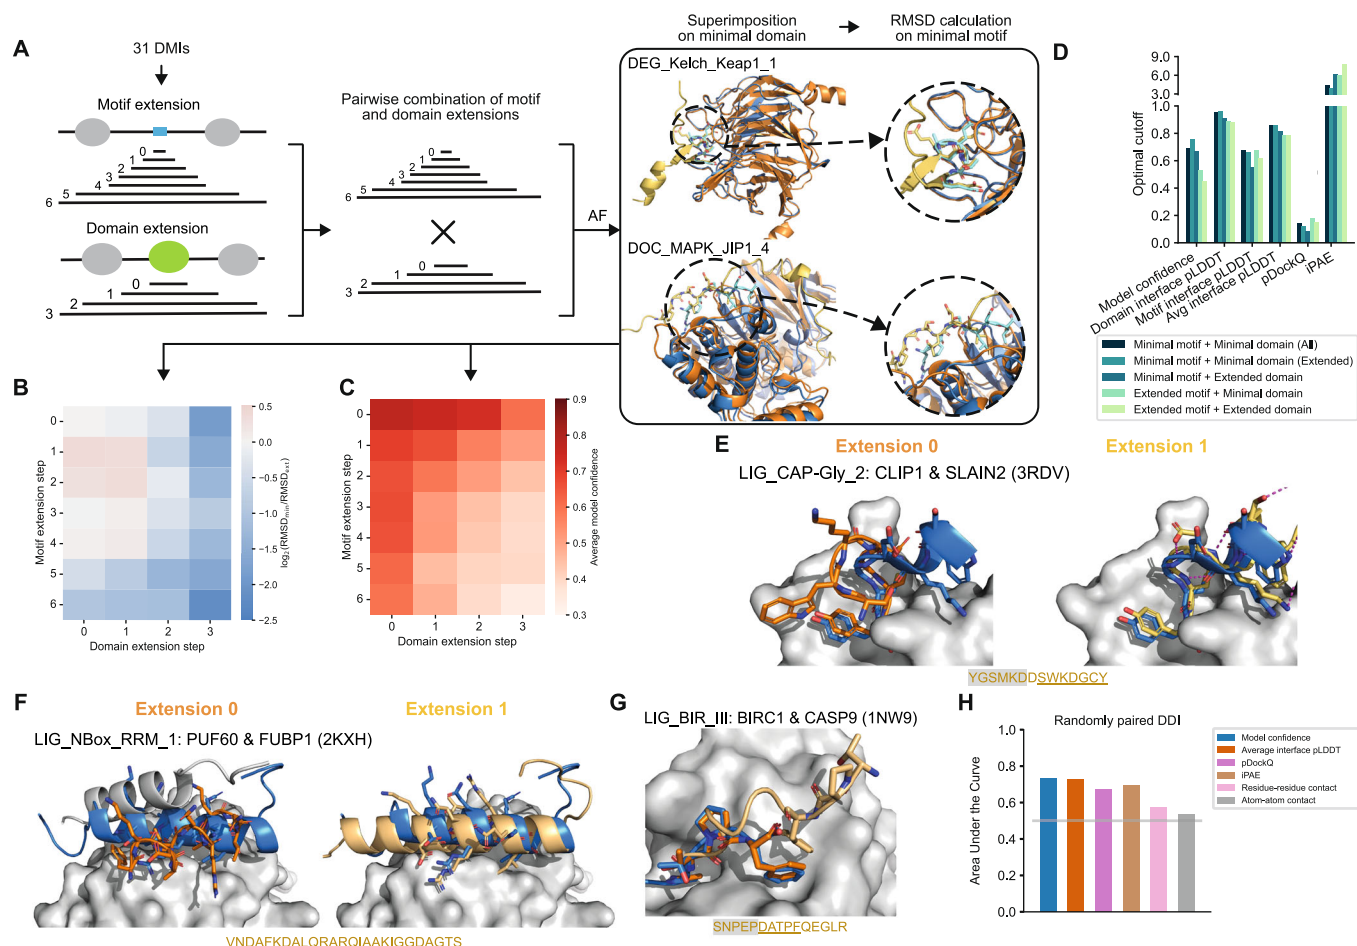 A
31 DMIs
Motif extension
0
1
2
3
4
5
6
Domain extension
0
1
2
3
Pairwise combination of motif
and domain extensions
0
1
2
3
4
5
6
0
1
2
3
AF
Superimposition
on minimal domain
RMSD calculation
on minimal motif
DEG_Kelch_Keap1_1
DOC_MAPK_JIP1_4
B
Motif extension step
0
1
2
3
4
5
6
0 1 2 3
Domain extension step
0.5
0.0
−0.5
−1.0
−1.5
−2.0
−2.5
log₂(RMSDmin/RMSDext)
C
Motif extension step
0
1
2
3
4
5
6
0 1 2 3
Domain extension step
0.9
0.8
0.7
0.6
0.5
0.4
0.3
Average model confidence
D
Optimal cutoff
9.0
6.0
3.0
1.0
0.8
0.6
0.4
0.2
0.0
Model confidence
Domain interface pLDDT
Motif interface pLDDT
Avg interface pLDDT
pDockQ
iPAE
Minimal motif + Minimal domain (All)
Minimal motif + Minimal domain (Extended)
Minimal motif + Extended domain
Extended motif + Minimal domain
Extended motif + Extended domain
E
Extension 0
Extension 1
LIG_CAP-Gly_2: CLIP1 & SLAIN2 (3RDV)
YGSMKDDSWKDGCY
F
Extension 0
Extension 1
LIG_NBox_RRM_1: PUF60 & FUBP1 (2KXH)
VNDAFKDALQRARQIAAKIGGDAGTS
G
LIG_BIR_III: BIRC1 & CASP9 (1NW9)
SNPEPDATPFQEGLR
H
Randomly paired DDI
Area Under the Curve
1.0
0.8
0.6
0.4
0.2
0.0
Model confidence
Average interface pLDDT
pDockQ
iPAE
Residue-residue contact
Atom-atom contact